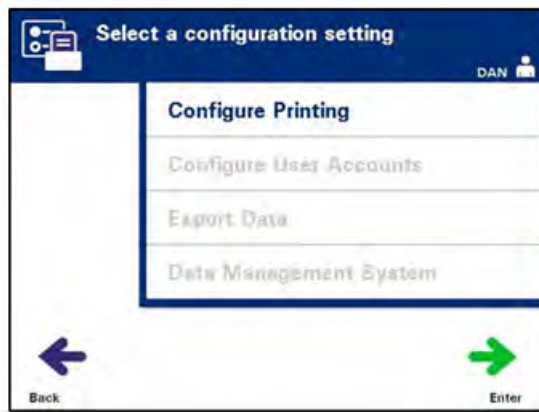 Select a configuration setting
DAN
Configure Printing
Configure User Accounts
Export Data
Data Management System
Back
Enter